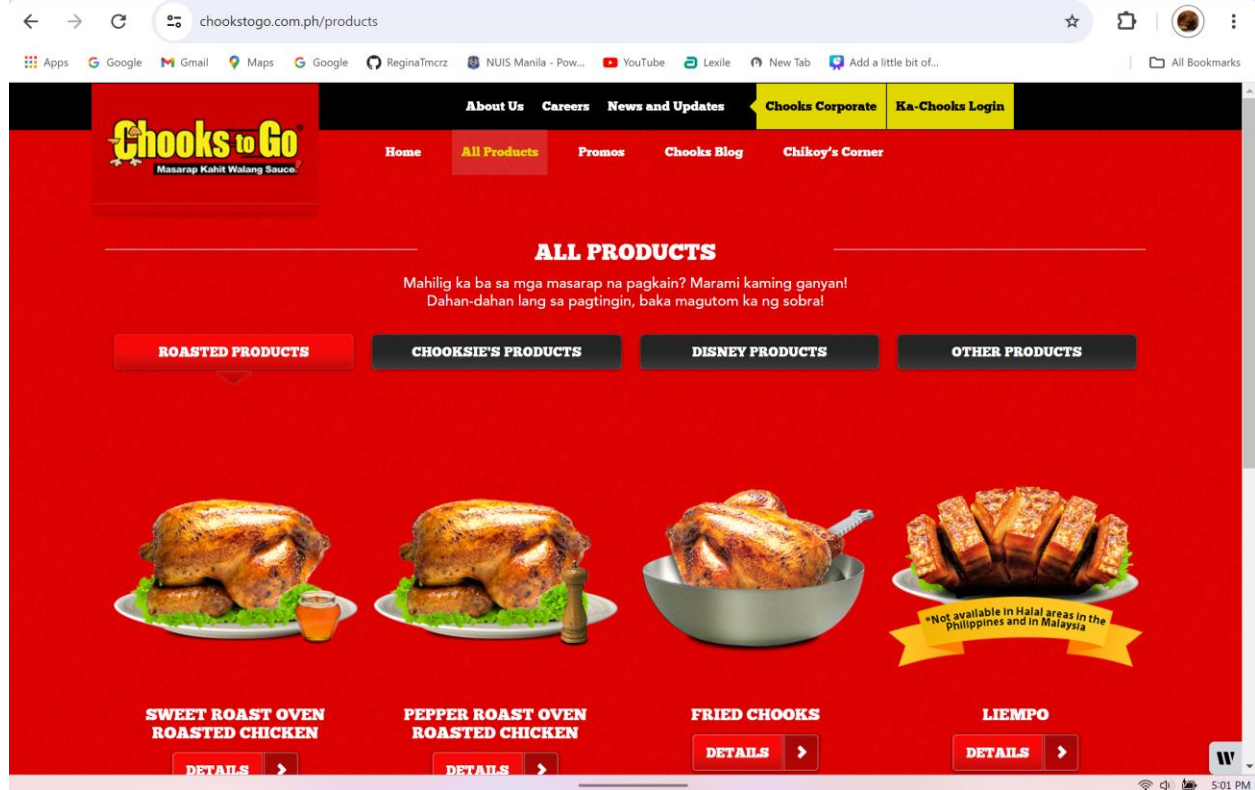 chookstogo.com.ph/products
Apps Google Gmail Maps Google ReginaTmcrz NUIS Manila - Pow... YouTube Lexile New Tab Add a little bit of... All Bookmarks
About Us Careers News and Updates Chooks Corporate Ka-Chooks Login
Chooks to Go
Masarap Kahit Walang Sauce.
Home All Products Promos Chooks Blog Chikoy's Corner
ALL PRODUCTS
Mahilig ka ba sa mga masarap na pagkain? Marami kaming ganyan!
Dahan-dahan lang sa pagtingin, baka magutom ka ng sobra!
ROASTED PRODUCTS CHOOKSIE'S PRODUCTS DISNEY PRODUCTS OTHER PRODUCTS
*Not available in Halal areas in the
Philippines and in Malaysia
SWEET ROAST OVEN
ROASTED CHICKEN
DETAILS
PEPPER ROAST OVEN
ROASTED CHICKEN
DETAILS
FRIED CHOOKS
DETAILS
LIEMPO
DETAILS
W
5:01 PM